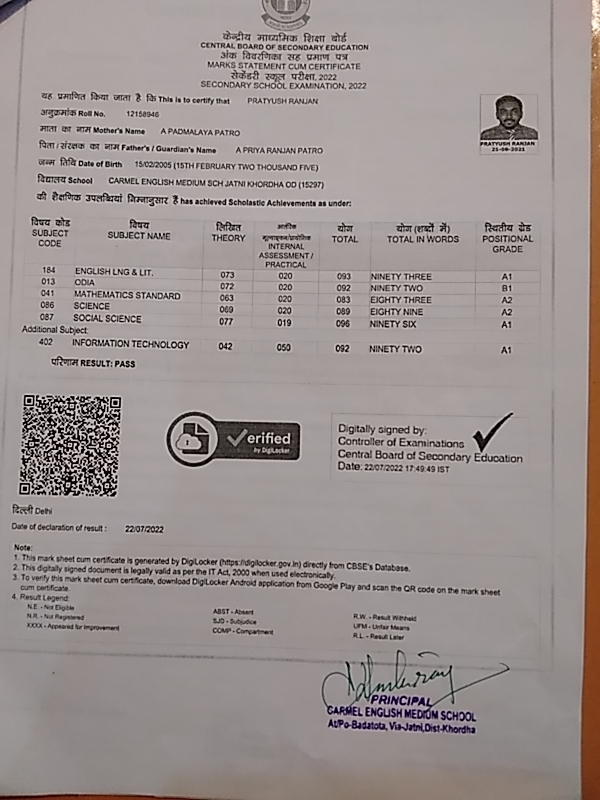 केन्द्रीय माध्यमिक शिक्षा बोर्ड
CENTRAL BOARD OF SECONDARY EDUCATION
अंक विवरणिका सह प्रमाण पत्र
MARKS STATEMENT CUM CERTIFICATE
सेकेंडरी स्कूल परीक्षा, 2022
SECONDARY SCHOOL EXAMINATION, 2022
यह प्रमाणित किया जाता है कि This is to certify that PRATYUSH RANJAN
अनुक्रमांक Roll No. 12158946
माता का नाम Mother's Name A PADMALAYA PATRO
पिता / संरक्षक का नाम Father's / Guardian's Name A PRIYA RANJAN PATRO
जन्म तिथि Date of Birth 15/02/2005 (15TH FEBRUARY TWO THOUSAND FIVE)
विद्यालय School CARMEL ENGLISH MEDIUM SCH JATNI KHORDHA OD (15297)
की शैक्षणिक उपलब्धियां निम्नानुसार हैं has achieved Scholastic Achievements as under:
PRATYUSH RANJAN
21-09-2021
विषय कोड SUBJECT CODE विषय SUBJECT NAME लिखित THEORY आंतरिक मूल्यांकन/प्रायोगिक INTERNAL ASSESSMENT / PRACTICAL योग TOTAL योग (शब्दों में) TOTAL IN WORDS स्थितीय ग्रेड POSITIONAL GRADE
184 ENGLISH LNG & LIT. 073 020 093 NINETY THREE A1
013 ODIA 072 020 092 NINETY TWO B1
041 MATHEMATICS STANDARD 063 020 083 EIGHTY THREE A2
086 SCIENCE 069 020 089 EIGHTY NINE A2
087 SOCIAL SCIENCE 077 019 096 NINETY SIX A1
Additional Subject:
402 INFORMATION TECHNOLOGY 042 050 092 NINETY TWO A1
परिणाम RESULT: PASS
Verified
by DigiLocker
Digitally signed by:
Controller of Examinations
Central Board of Secondary Education
Date: 22/07/2022 17:49:49 IST
दिल्ली Delhi
Date of declaration of result : 22/07/2022
Note:
1. This mark sheet cum certificate is generated by DigiLocker (https://digilocker.gov.in) directly from CBSE's Database.
2. This digitally signed document is legally valid as per the IT Act, 2000 when used electronically.
3. To verify this mark sheet cum certificate, download DigiLocker Android application from Google Play and scan the QR code on the mark sheet
cum certificate.
4. Result Legend:
N.E. - Not Eligible ABST - Absent R.W. - Result Withheld
N.R. - Not Registered SJD - Subjudice UFM - Unfair Means
XXXX - Appeared for Improvement COMP - Compartment R.L. - Result Later
PRINCIPAL
CARMEL ENGLISH MEDIUM SCHOOL
At/Po-Badatota, Via-Jatni,Dist-Khordha